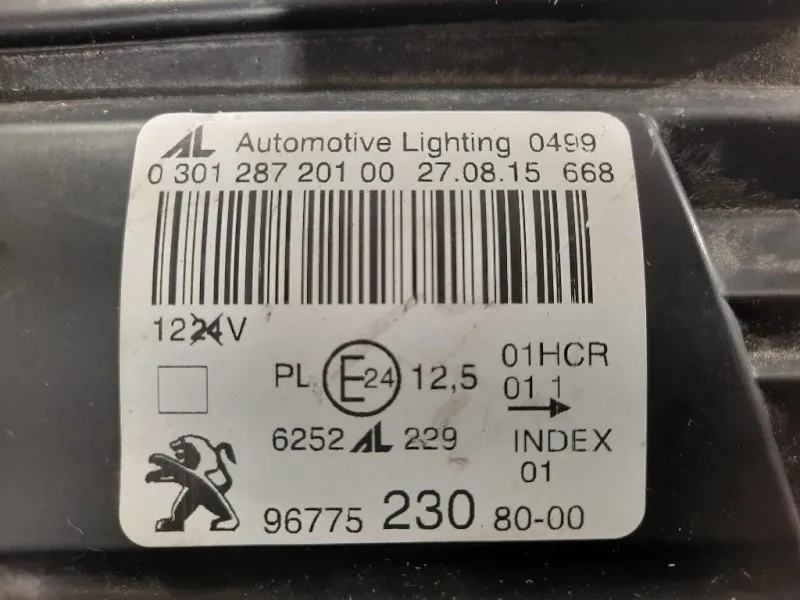 AL Automotive Lighting 0499
0 301 287 201 00 27.08.15 668
1224V
PL E24 12,5 01HCR
01 1
6252 AL 229 INDEX
01
96775 230 80-00